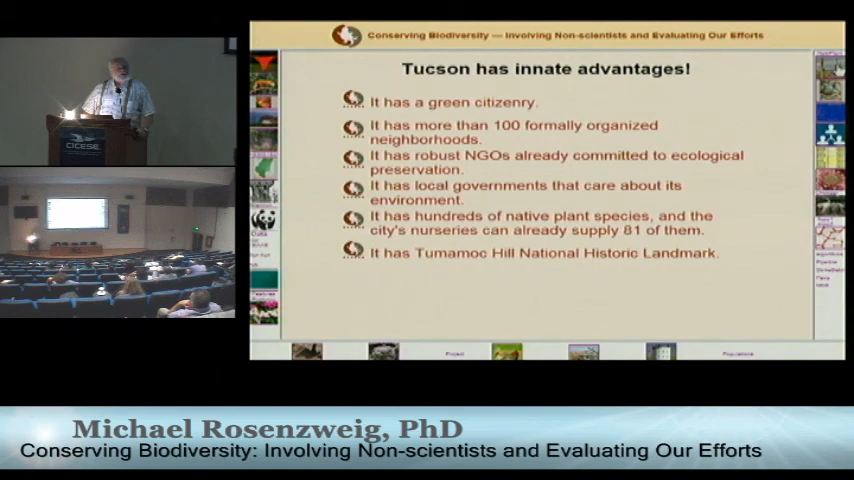 Conserving Biodiversity — Involving Non-scientists and Evaluating Our Efforts
Tucson has innate advantages!
It has a green citizenry.
It has more than 100 formally organized
neighborhoods.
It has robust NGOs already committed to ecological
preservation.
It has local governments that care about its
environment.
It has hundreds of native plant species, and the
city's nurseries can already supply 81 of them.
It has Tumamoc Hill National Historic Landmark.
CICESE
Project
Populations
Michael Rosenzweig, PhD
Conserving Biodiversity: Involving Non-scientists and Evaluating Our Efforts